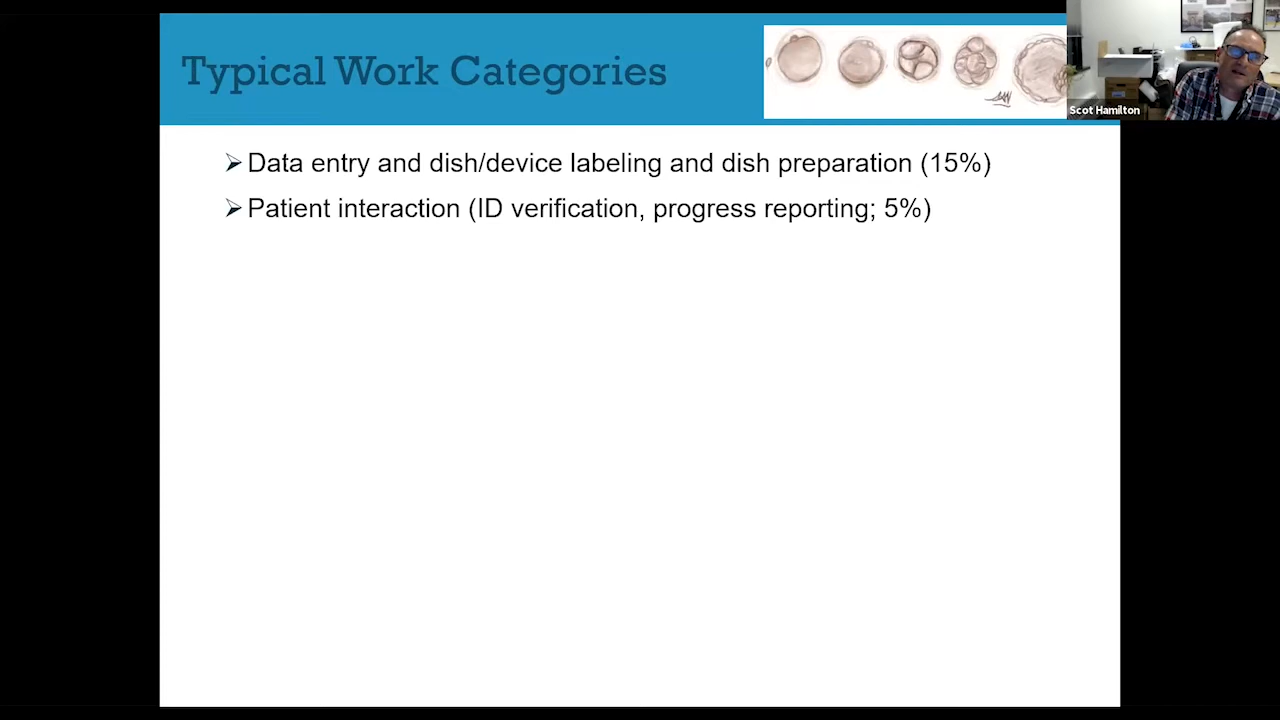 Typical Work Categories
Scot Hamilton
➢Data entry and dish/device labeling and dish preparation (15%)
➢Patient interaction (ID verification, progress reporting; 5%)